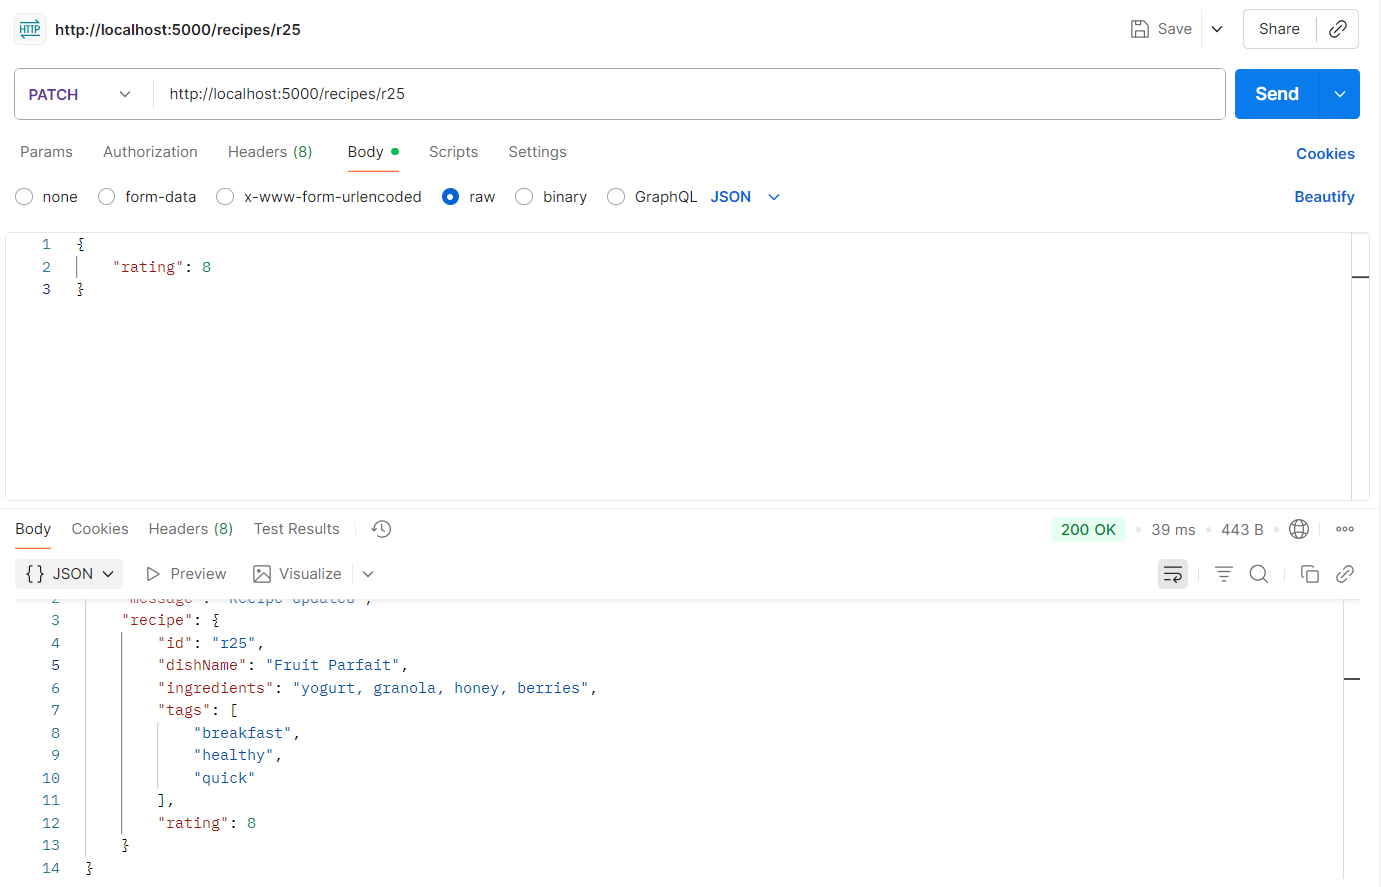 HTTP http://localhost:5000/recipes/r25 Save Share
PATCH http://localhost:5000/recipes/r25 Send
Params Authorization Headers (8) Body Scripts Settings Cookies
none form-data x-www-form-urlencoded raw binary GraphQL JSON Beautify
1 {
2 "rating": 8
3 }
Body Cookies Headers (8) Test Results 200 OK 39 ms 443 B
{} JSON Preview Visualize
2 "message": "Recipe updated",
3 "recipe": {
4 "id": "r25",
5 "dishName": "Fruit Parfait",
6 "ingredients": "yogurt, granola, honey, berries",
7 "tags": [
8 "breakfast",
9 "healthy",
10 "quick"
11 ],
12 "rating": 8
13 }
14 }